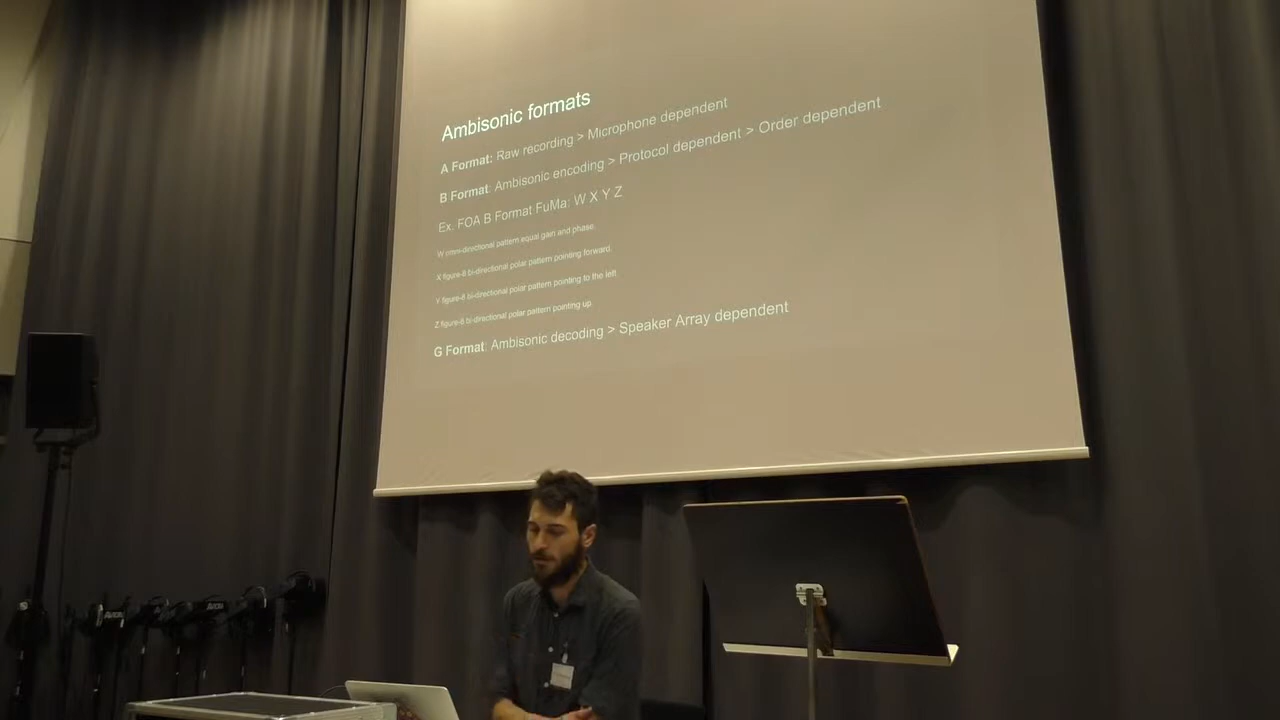 Ambisonic formats
A Format: Raw recording > Microphone dependent
B Format: Ambisonic encoding > Protocol dependent > Order dependent
Ex. FOA B Format FuMa: W X Y Z
W omni-directional pattern equal gain and phase.
X figure-8 bi-directional polar pattern pointing forward.
Y figure-8 bi-directional polar pattern pointing to the left.
Z figure-8 bi-directional polar pattern pointing up.
G Format: Ambisonic decoding > Speaker Array dependent